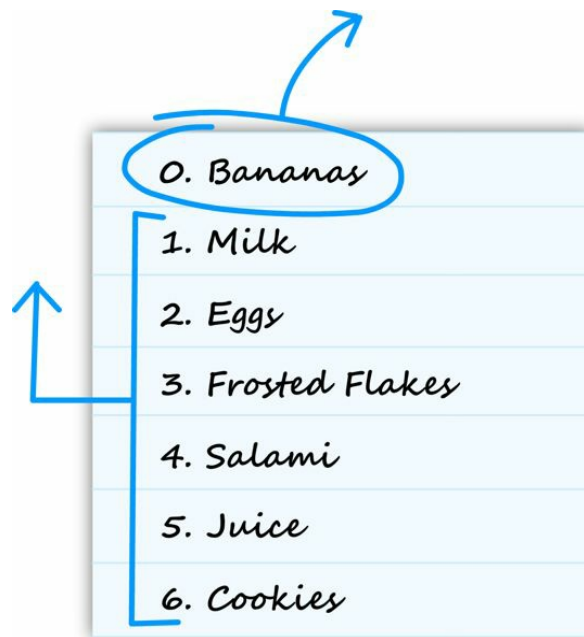 0. Bananas
1. Milk
2. Eggs
3. Frosted Flakes
4. Salami
5. Juice
6. Cookies